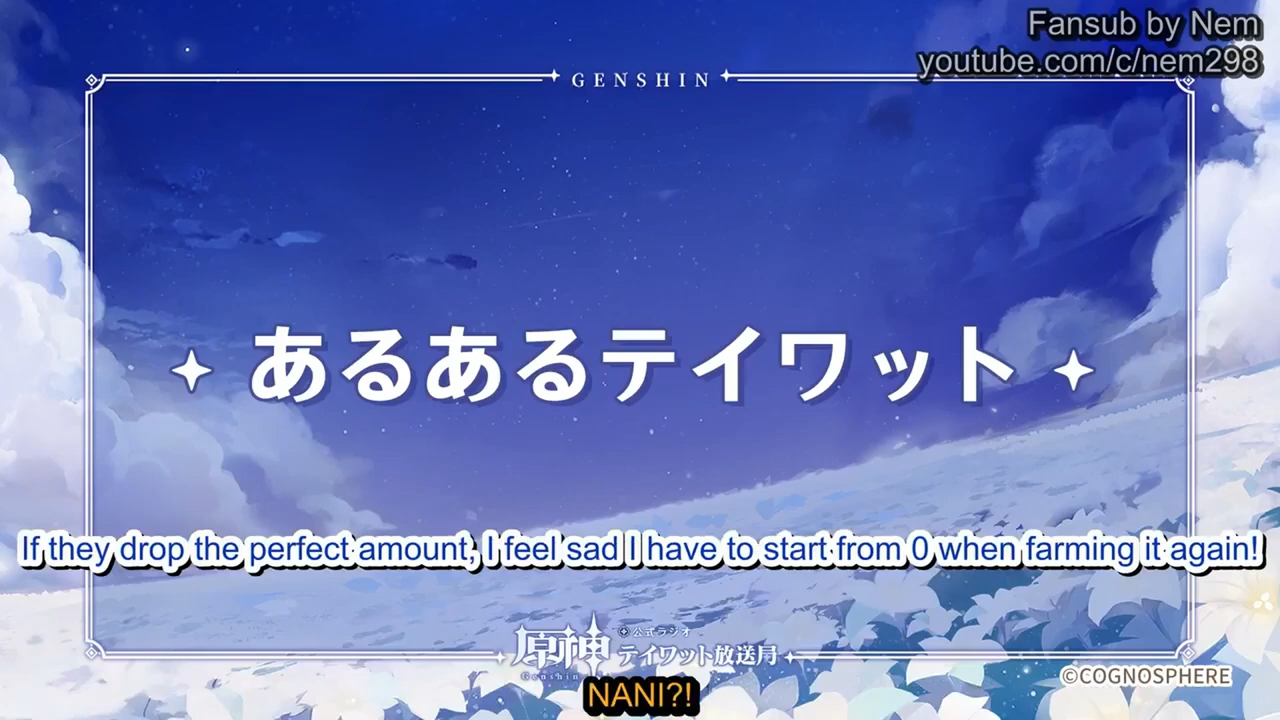 Fansub by Nem
youtube.com/c/nem298
GENSHIN
あるあるテイワット
If they drop the perfect amount, I feel sad I have to start from 0 when farming it again!
原神
Genshin
公式ラジオ
テイワット放送局
©COGNOSPHERE
NANI?!